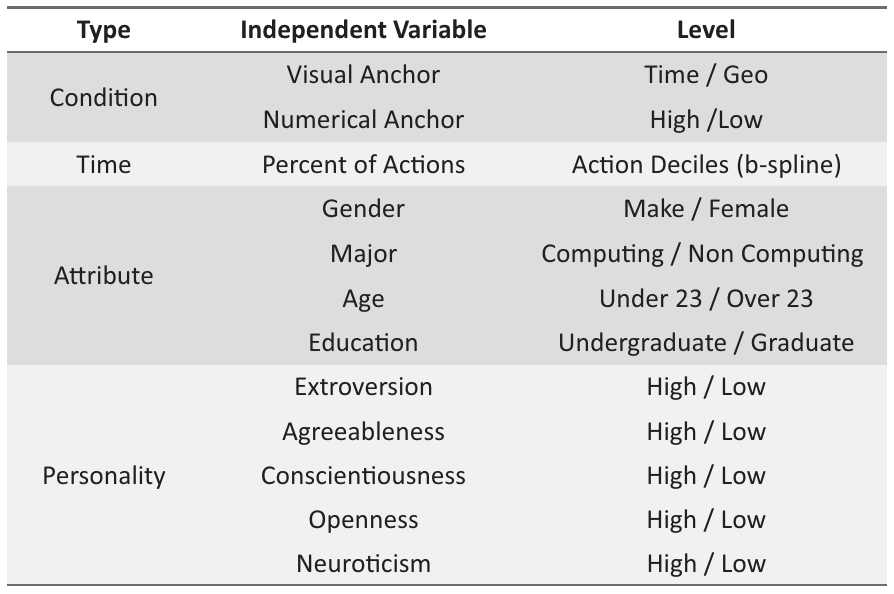 Type Independent Variable Level
Condition Visual Anchor Time / Geo
Numerical Anchor High /Low
Time Percent of Actions Action Deciles (b-spline)
Attribute Gender Make / Female
Major Computing / Non Computing
Age Under 23 / Over 23
Education Undergraduate / Graduate
Personality Extroversion High / Low
Agreeableness High / Low
Conscientiousness High / Low
Openness High / Low
Neuroticism High / Low